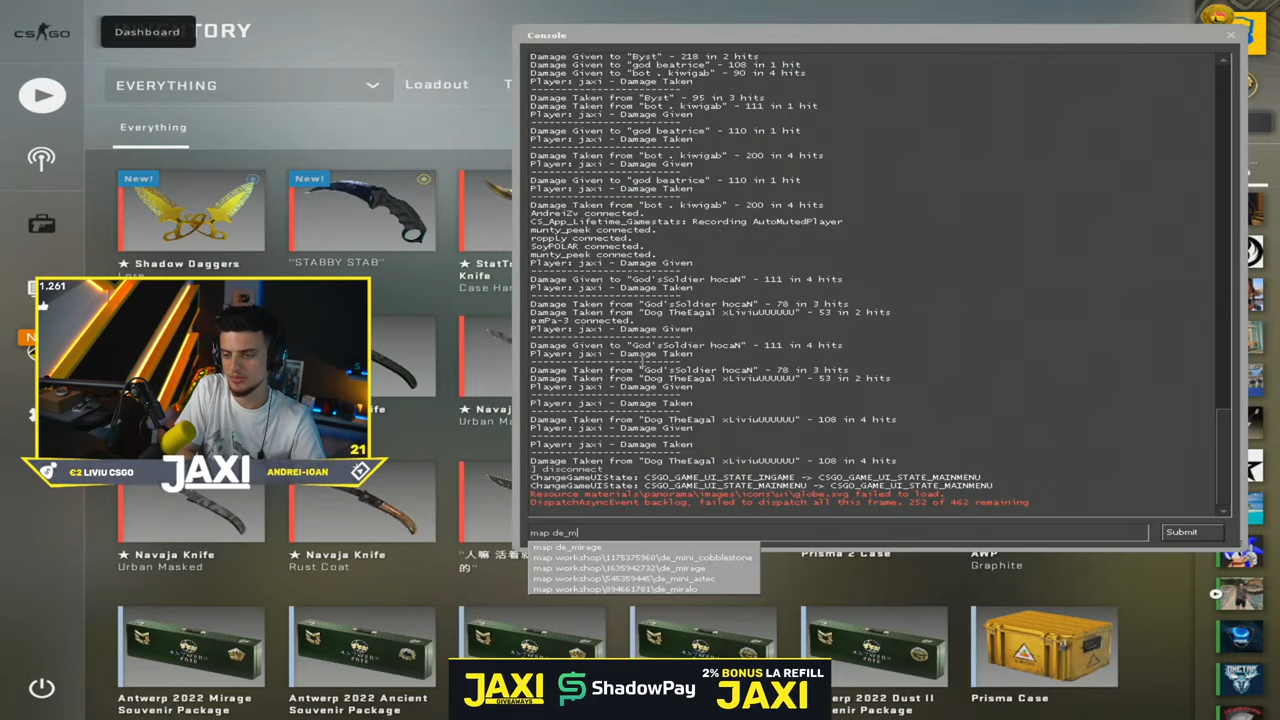 CS:GO
Dashboard
INVENTORY
EVERYTHING
Loadout
Everything
New!
New!
★ Shadow Daggers
Lore
"STABBY STAB"
★ StatTr
Knife
Case Har
1.261
21
€2 LIVIU CSGO
JAXI
ANDREI-IOAN
★ Navaja Knife
Urban Masked
★ Navaja Knife
Rust Coat
Prisma 2 Case
AWP
Graphite
Antwerp 2022 Mirage
Souvenir Package
Antwerp 2022 Ancient
Souvenir Package
Antwerp 2022 Dust II
Souvenir Package
Prisma Case
Console
Damage Given to "Byst" - 218 in 2 hits
Damage Given to "god beatrice" - 108 in 1 hit
Damage Given to "bot . kiwigab" - 90 in 4 hits
Player: jaxi - Damage Taken
-------------------------
Damage Taken from "Byst" - 95 in 3 hits
Damage Taken from "bot . kiwigab" - 111 in 1 hit
Player: jaxi - Damage Given
-------------------------
Damage Given to "god beatrice" - 110 in 1 hit
Player: jaxi - Damage Taken
-------------------------
Damage Taken from "bot . kiwigab" - 200 in 4 hits
Player: jaxi - Damage Given
-------------------------
Damage Given to "god beatrice" - 110 in 1 hit
Player: jaxi - Damage Taken
-------------------------
Damage Taken from "bot . kiwigab" - 200 in 4 hits
AndreiZv connected.
CS_App_Lifetime_Gamestats: Recording AutoMutedPlayer
munty_peek connected.
roppLy connected.
SoyPOLAR connected.
munty_peek connected.
Player: jaxi - Damage Given
-------------------------
Damage Given to "God'sSoldier hocaN" - 111 in 4 hits
Player: jaxi - Damage Taken
-------------------------
Damage Taken from "God'sSoldier hocaN" - 78 in 3 hits
Damage Taken from "Dog TheEagal xLiviuUUUUUU" - 53 in 2 hits
mPa-3 connected.
Player: jaxi - Damage Given
-------------------------
Damage Given to "God'sSoldier hocaN" - 111 in 4 hits
Player: jaxi - Damage Taken
-------------------------
Damage Taken from "God'sSoldier hocaN" - 78 in 3 hits
Damage Taken from "Dog TheEagal xLiviuUUUUUU" - 53 in 2 hits
Player: jaxi - Damage Given
-------------------------
Player: jaxi - Damage Taken
-------------------------
Damage Taken from "Dog TheEagal xLiviuUUUUUU" - 108 in 4 hits
Player: jaxi - Damage Given
-------------------------
Player: jaxi - Damage Taken
-------------------------
Damage Taken from "Dog TheEagal xLiviuUUUUUU" - 108 in 4 hits
] disconnect
ChangeGameUIState: CSGO_GAME_UI_STATE_INGAME -> CSGO_GAME_UI_STATE_MAINMENU
ChangeGameUIState: CSGO_GAME_UI_STATE_MAINMENU -> CSGO_GAME_UI_STATE_MAINMENU
Resource materials\panorama\images\icons\ui\globe.svg failed to load.
DispatchAsyncEvent backlog, failed to dispatch all this frame. 252 of 462 remaining
map de_m
Submit
map de_mirage
map workshop\1175375960\de_mini_cobblestone
map workshop\1635942732\de_mirage
map workshop\545359445\de_mini_aztec
map workshop\894661781\de_miralo
JAXI
GIVEAWAYS
ShadowPay
2% BONUS LA REFILL
JAXI